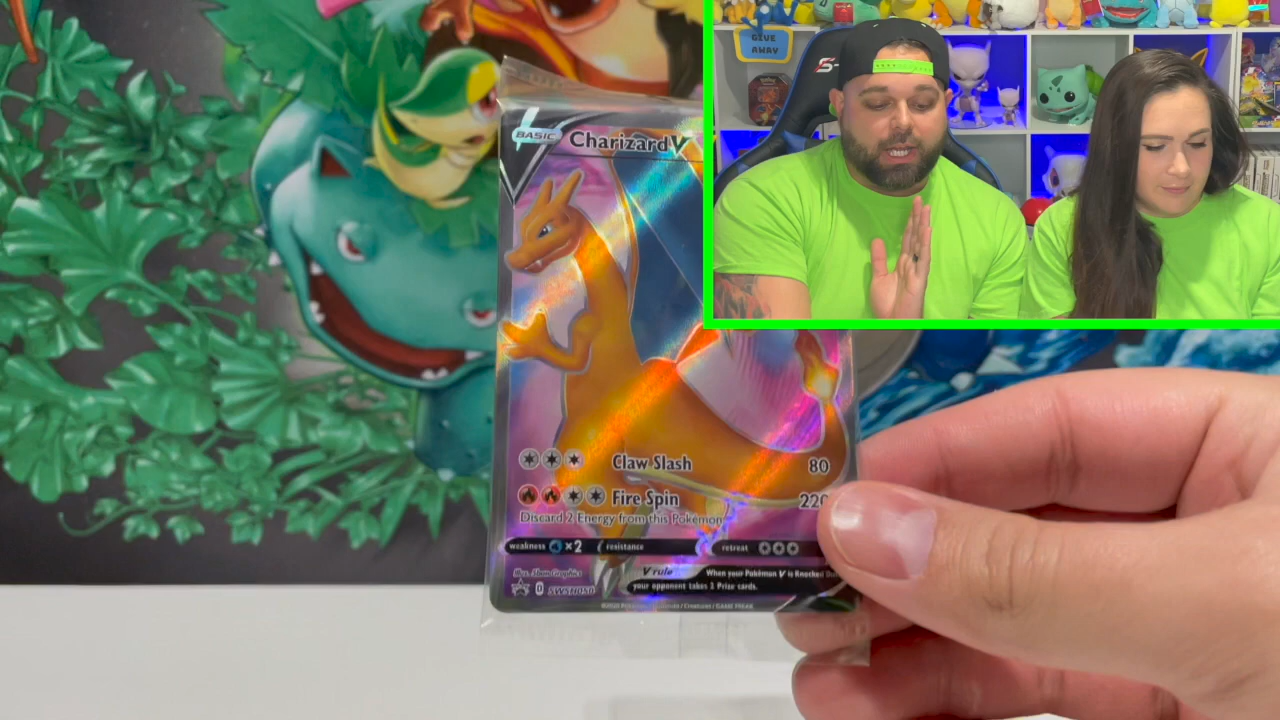 BASIC
Charizard V
GIVE
AWAY
S-
Claw Slash 80
Fire Spin 220
Discard 2 Energy from this Pokémon
weakness ×2 resistance retreat
V rule When your Pokémon V is Knocked
your opponent takes 2 Prize cards.
SWSH050